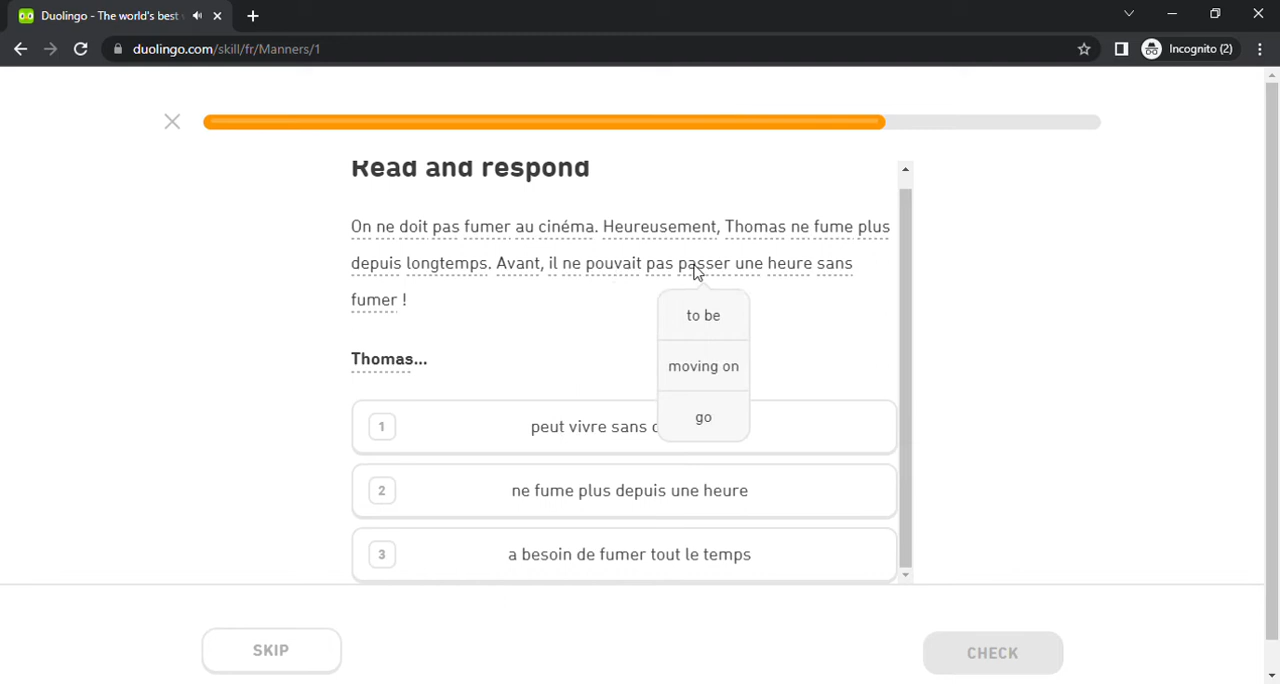 Duolingo - The world's best
duolingo.com/skill/fr/Manners/1
Incognito (2)
Read and respond
On ne doit pas fumer au cinéma. Heureusement, Thomas ne fume plus
depuis longtemps. Avant, il ne pouvait pas passer une heure sans
fumer !
to be
moving on
go
Thomas...
1 peut vivre sans
2 ne fume plus depuis une heure
3 a besoin de fumer tout le temps
SKIP
CHECK